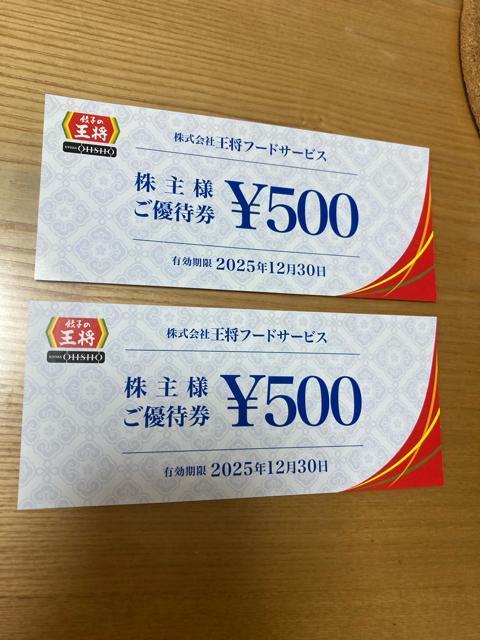 餃子の
王将
KYOTO OHSHO
株式会社 王将フードサービス
株主様
ご優待券
¥500
有効期限 2025年12月30日
餃子の
王将
KYOTO OHSHO
株式会社 王将フードサービス
株主様
ご優待券
¥500
有効期限 2025年12月30日